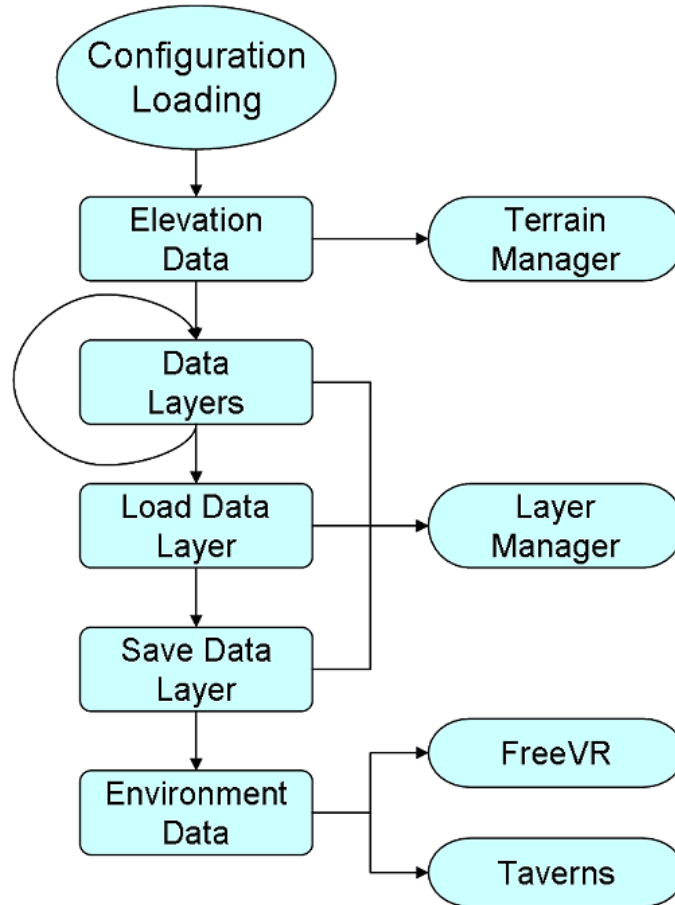 Configuration
Loading
Elevation
Data
Terrain
Manager
Data
Layers
Load Data
Layer
Layer
Manager
Save Data
Layer
Environment
Data
FreeVR
Taverns